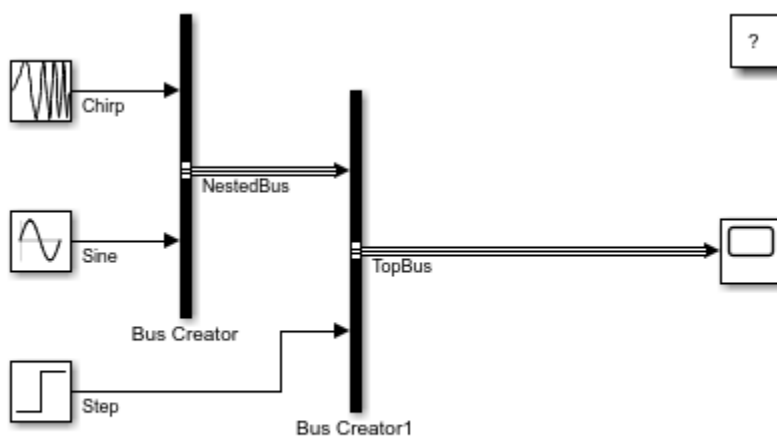 ?
Chirp
NestedBus
Sine
TopBus
Bus Creator
Step
Bus Creator1